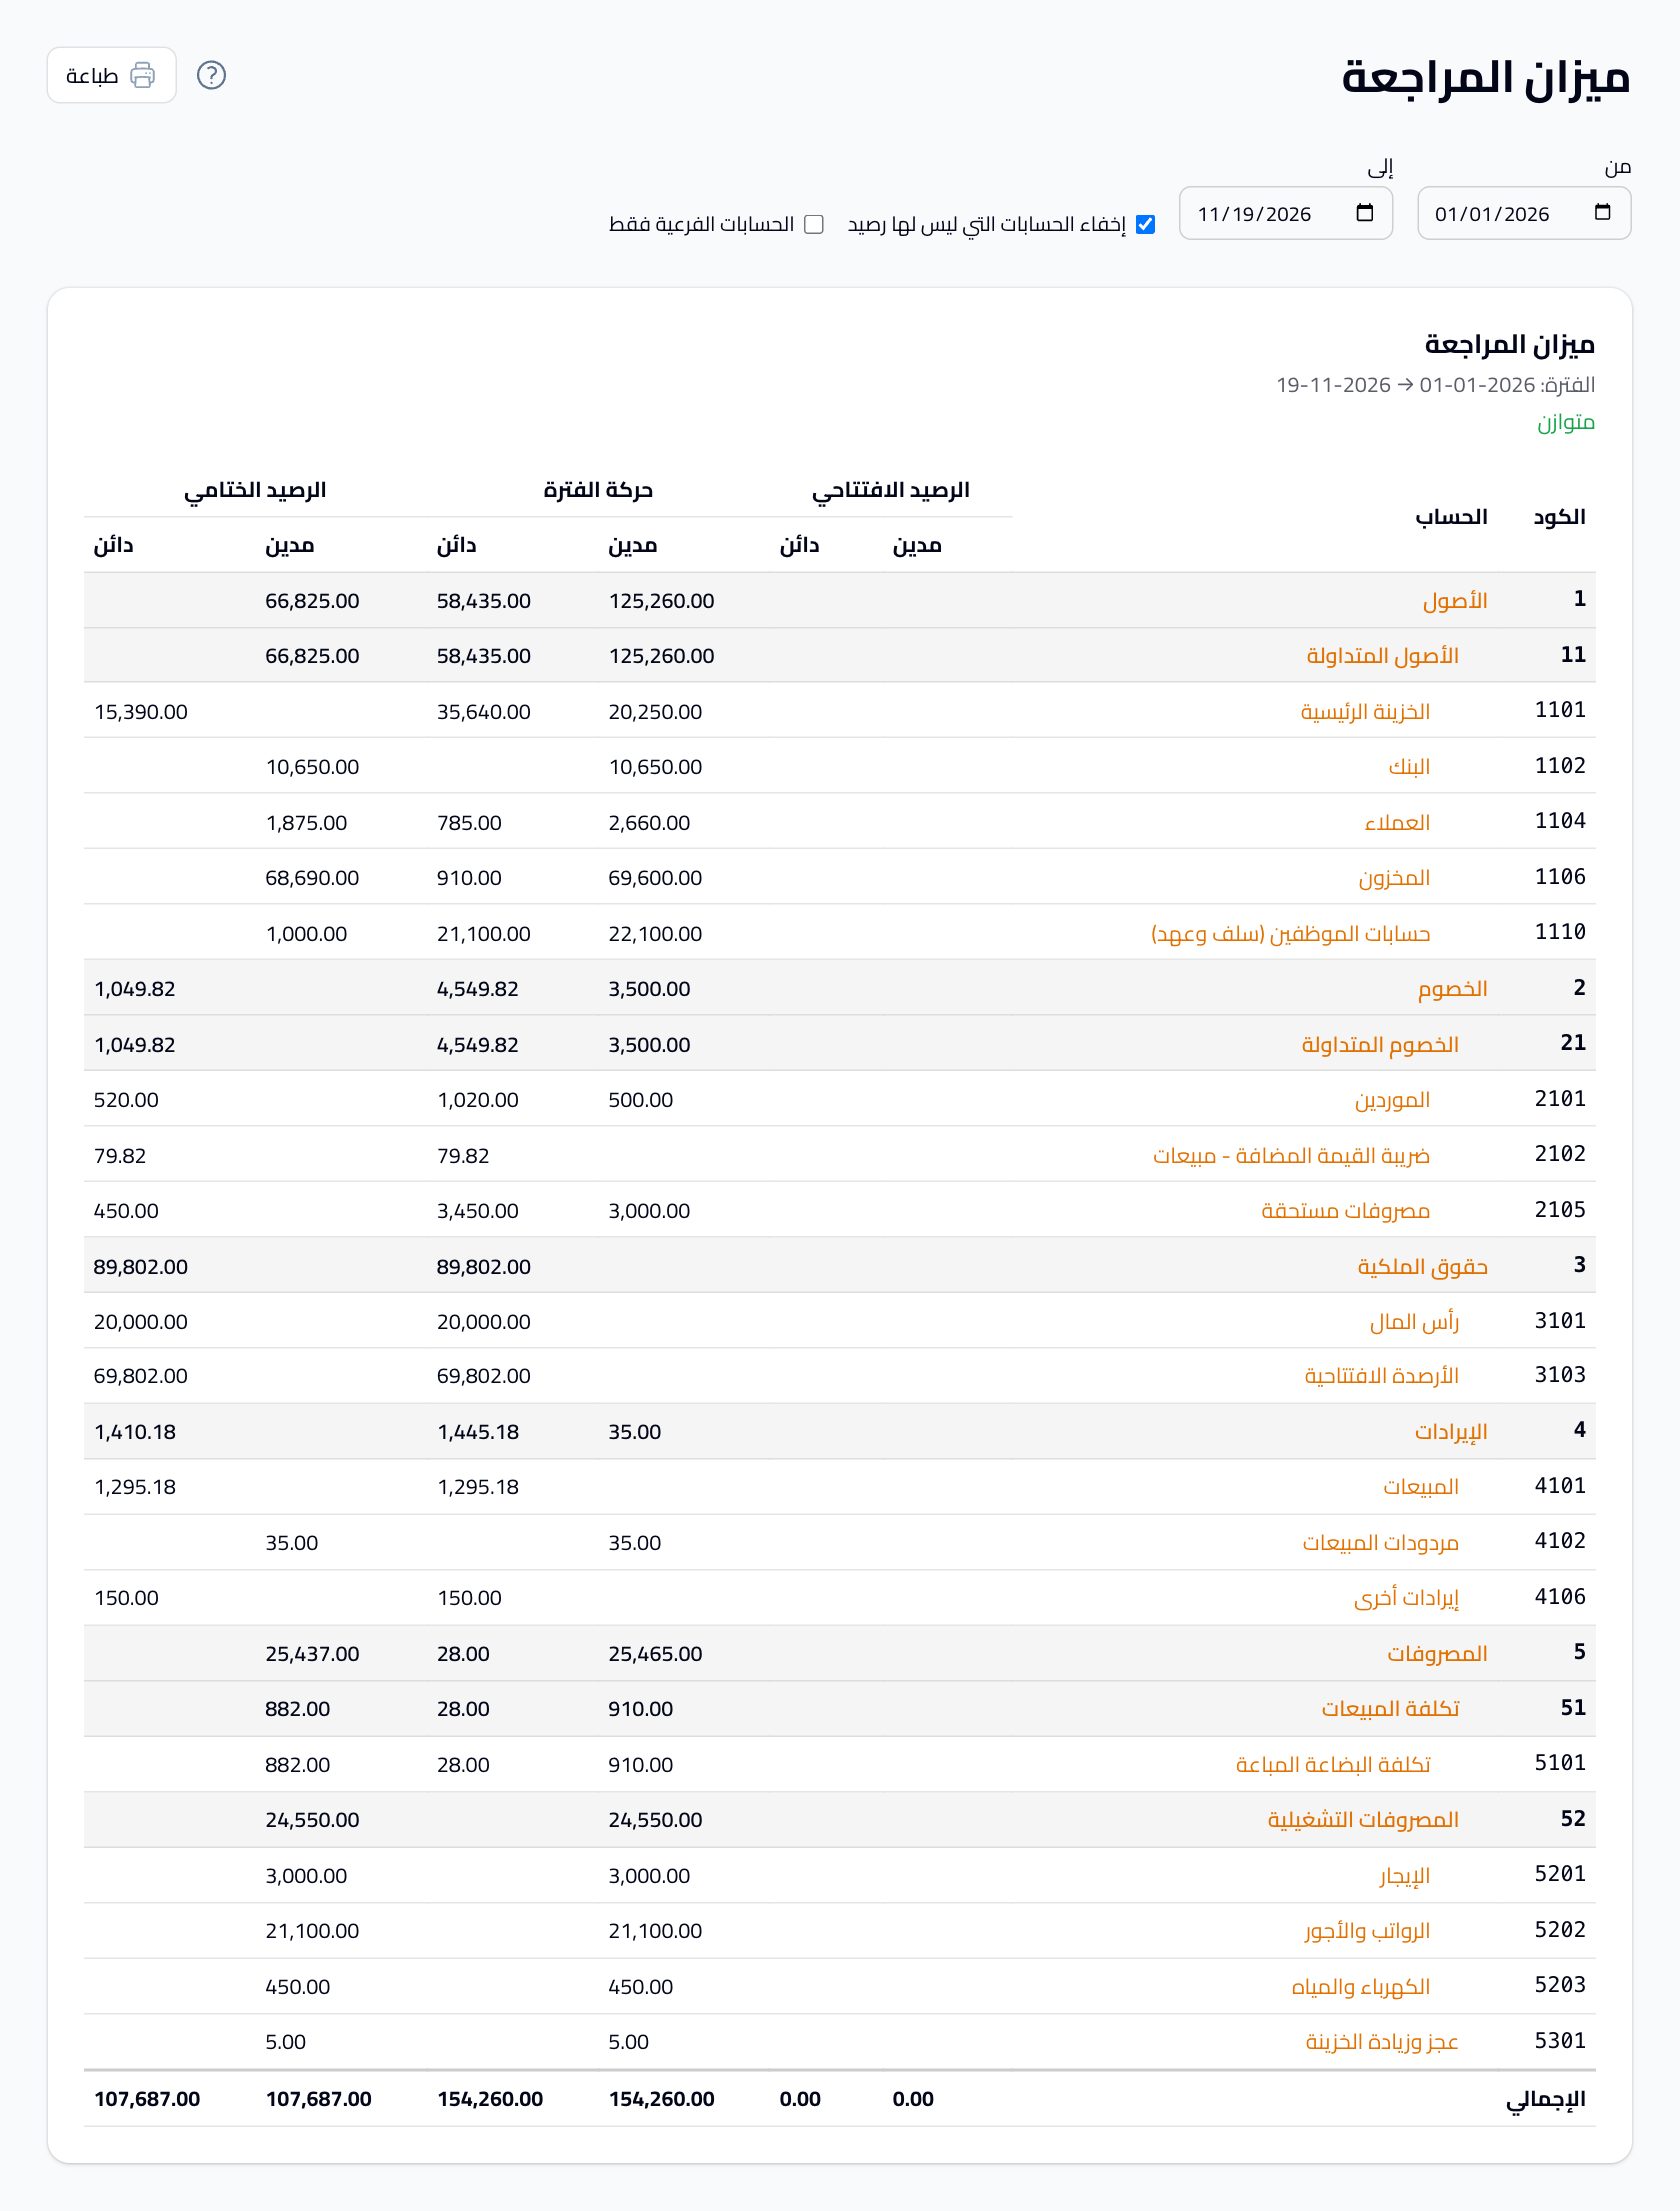 ميزان المراجعة
طباعة
من
إلى
01/01/2026
11/19/2026
إخفاء الحسابات التي ليس لها رصيد
الحسابات الفرعية فقط
ميزان المراجعة
الفترة: 2026-01-01 → 2026-11-19
متوازن
الكود الحساب الرصيد الافتتاحي حركة الفترة الرصيد الختامي
مدين دائن مدين دائن مدين دائن
1 الأصول 125,260.00 58,435.00 66,825.00
11 الأصول المتداولة 125,260.00 58,435.00 66,825.00
1101 الخزينة الرئيسية 20,250.00 35,640.00 15,390.00
1102 البنك 10,650.00 10,650.00
1104 العملاء 2,660.00 785.00 1,875.00
1106 المخزون 69,600.00 910.00 68,690.00
1110 حسابات الموظفين (سلف وعهد) 22,100.00 21,100.00 1,000.00
2 الخصوم 3,500.00 4,549.82 1,049.82
21 الخصوم المتداولة 3,500.00 4,549.82 1,049.82
2101 الموردين 500.00 1,020.00 520.00
2102 ضريبة القيمة المضافة - مبيعات 79.82 79.82
2105 مصروفات مستحقة 3,000.00 3,450.00 450.00
3 حقوق الملكية 89,802.00 89,802.00
3101 رأس المال 20,000.00 20,000.00
3103 الأرصدة الافتتاحية 69,802.00 69,802.00
4 الإيرادات 35.00 1,445.18 1,410.18
4101 المبيعات 1,295.18 1,295.18
4102 مردودات المبيعات 35.00 35.00
4106 إيرادات أخرى 150.00 150.00
5 المصروفات 25,465.00 28.00 25,437.00
51 تكلفة المبيعات 910.00 28.00 882.00
5101 تكلفة البضاعة المباعة 910.00 28.00 882.00
52 المصروفات التشغيلية 24,550.00 24,550.00
5201 الإيجار 3,000.00 3,000.00
5202 الرواتب والأجور 21,100.00 21,100.00
5203 الكهرباء والمياه 450.00 450.00
5301 عجز وزيادة الخزينة 5.00 5.00
الإجمالي 0.00 0.00 154,260.00 154,260.00 107,687.00 107,687.00